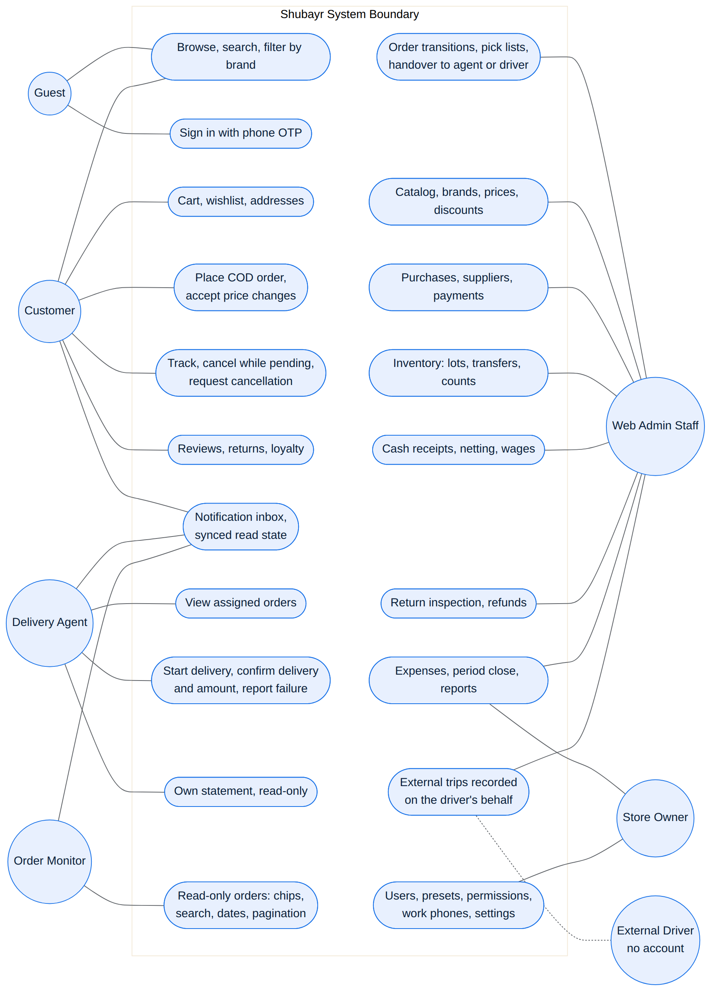 Shubayr System Boundary
Browse, search, filter by
brand
Order transitions, pick lists,
handover to agent or driver
Guest
Sign in with phone OTP
Cart, wishlist, addresses
Catalog, brands, prices,
discounts
Place COD order,
accept price changes
Purchases, suppliers,
payments
Customer
Track, cancel while pending,
request cancellation
Inventory: lots, transfers,
counts
Web Admin Staff
Reviews, returns, loyalty
Cash receipts, netting, wages
Notification inbox,
synced read state
View assigned orders
Return inspection, refunds
Delivery Agent
Start delivery, confirm delivery
and amount, report failure
Expenses, period close,
reports
Own statement, read-only
External trips recorded
on the driver's behalf
Store Owner
Order Monitor
Read-only orders: chips,
search, dates, pagination
Users, presets, permissions,
work phones, settings
External Driver
no account